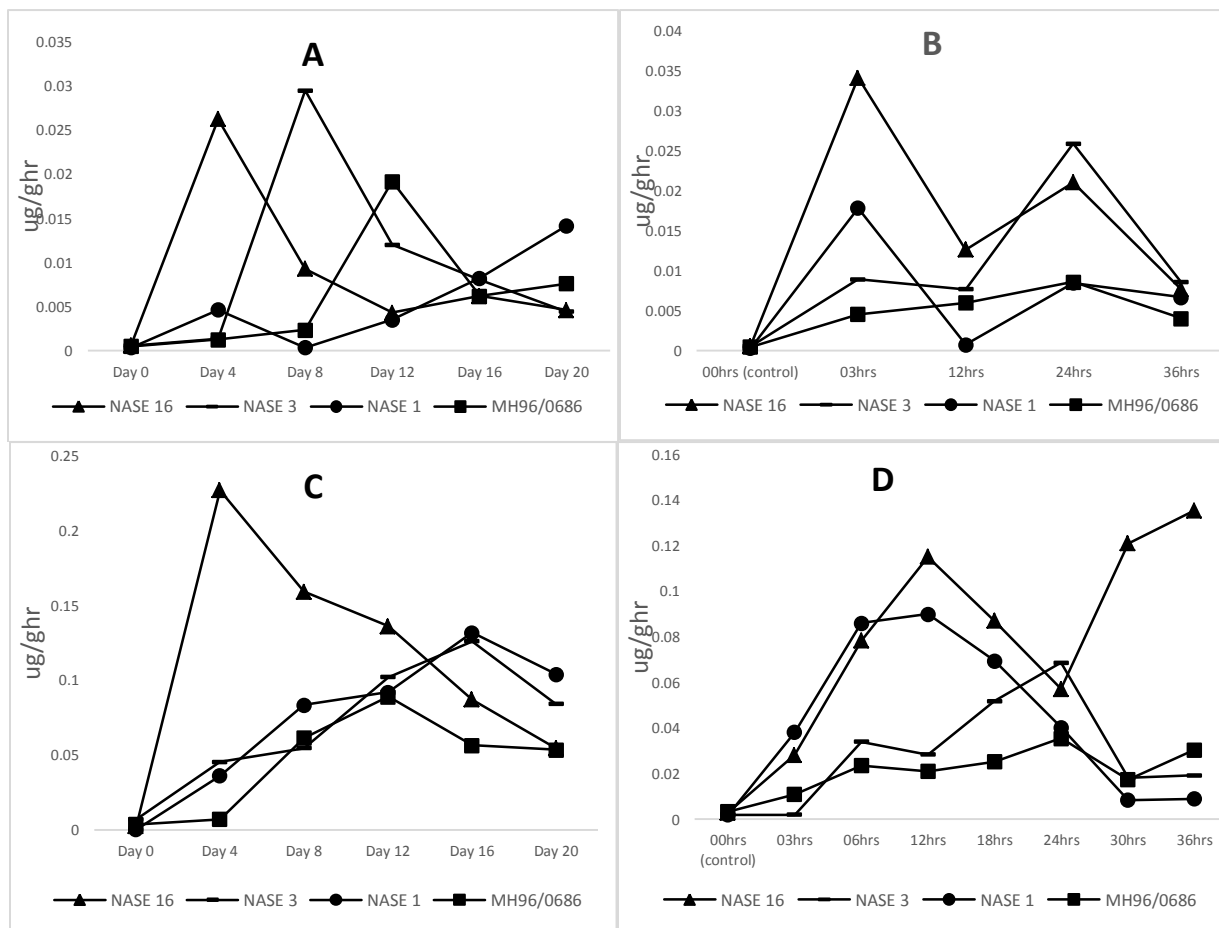 A
ug/ghr
0.035
0.03
0.025
0.02
0.015
0.01
0.005
0
Day 0 Day 4 Day 8 Day 12 Day 16 Day 20
NASE 16 NASE 3 NASE 1 MH96/0686
B
ug/ghr
0.04
0.035
0.03
0.025
0.02
0.015
0.01
0.005
0
00hrs (control) 03hrs 12hrs 24hrs 36hrs
NASE 16 NASE 3 NASE 1 MH96/0686
C
ug/ghr
0.25
0.2
0.15
0.1
0.05
0
Day 0 Day 4 Day 8 Day 12 Day 16 Day 20
NASE 16 NASE 3 NASE 1 MH96/0686
D
ug/ghr
0.16
0.14
0.12
0.1
0.08
0.06
0.04
0.02
0
00hrs 03hrs 06hrs 12hrs 18hrs 24hrs 30hrs 36hrs
(control)
NASE 16 NASE 3 NASE 1 MH96/0686